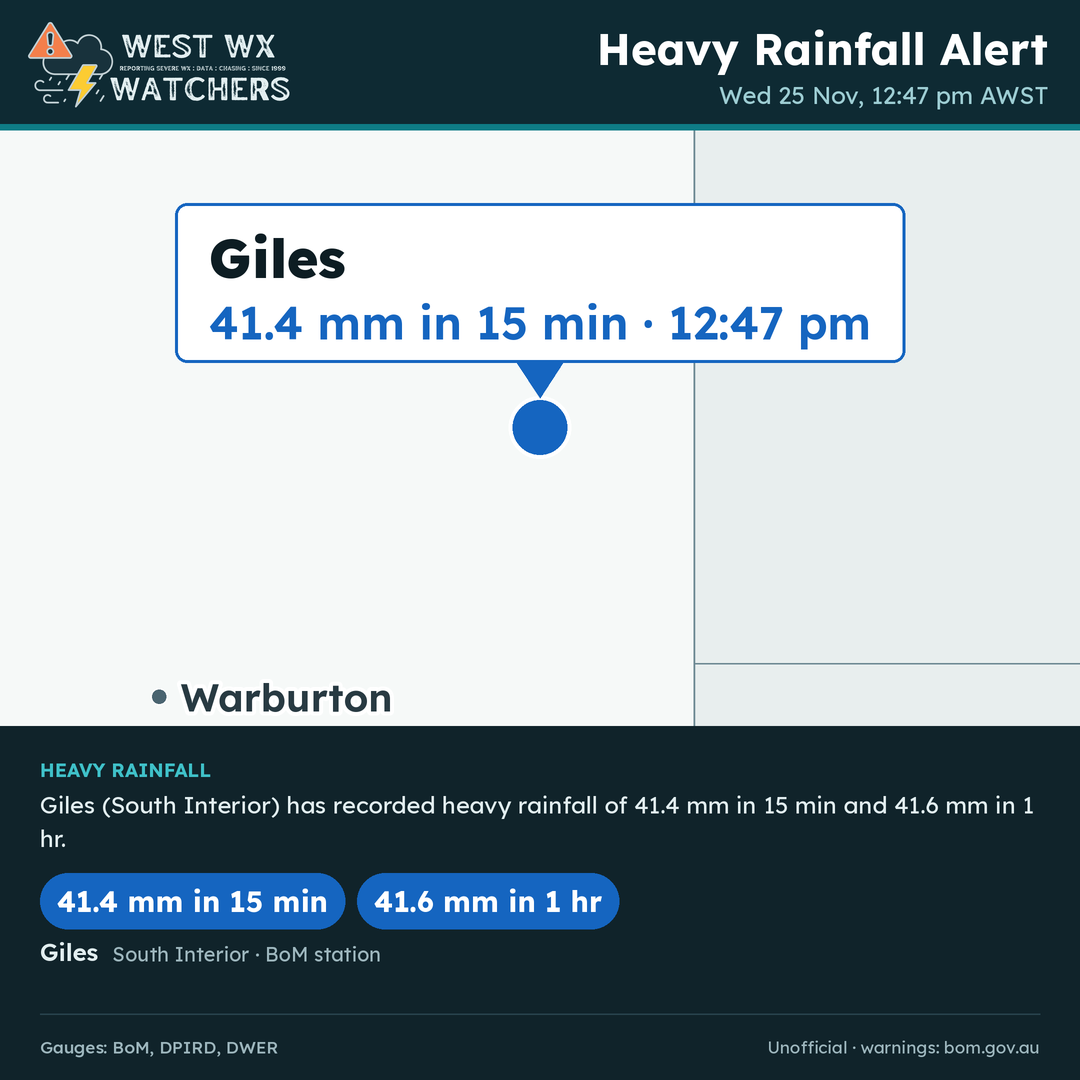 WEST WX
REPORTING SEVERE WX : DATA : CHASING : SINCE 1999
WATCHERS
Heavy Rainfall Alert
Wed 25 Nov, 12:47 pm AWST
Giles
41.4 mm in 15 min · 12:47 pm
Warburton
HEAVY RAINFALL
Giles (South Interior) has recorded heavy rainfall of 41.4 mm in 15 min and 41.6 mm in 1
hr.
41.4 mm in 15 min 41.6 mm in 1 hr
Giles South Interior · BoM station
Gauges: BoM, DPIRD, DWER
Unofficial · warnings: bom.gov.au